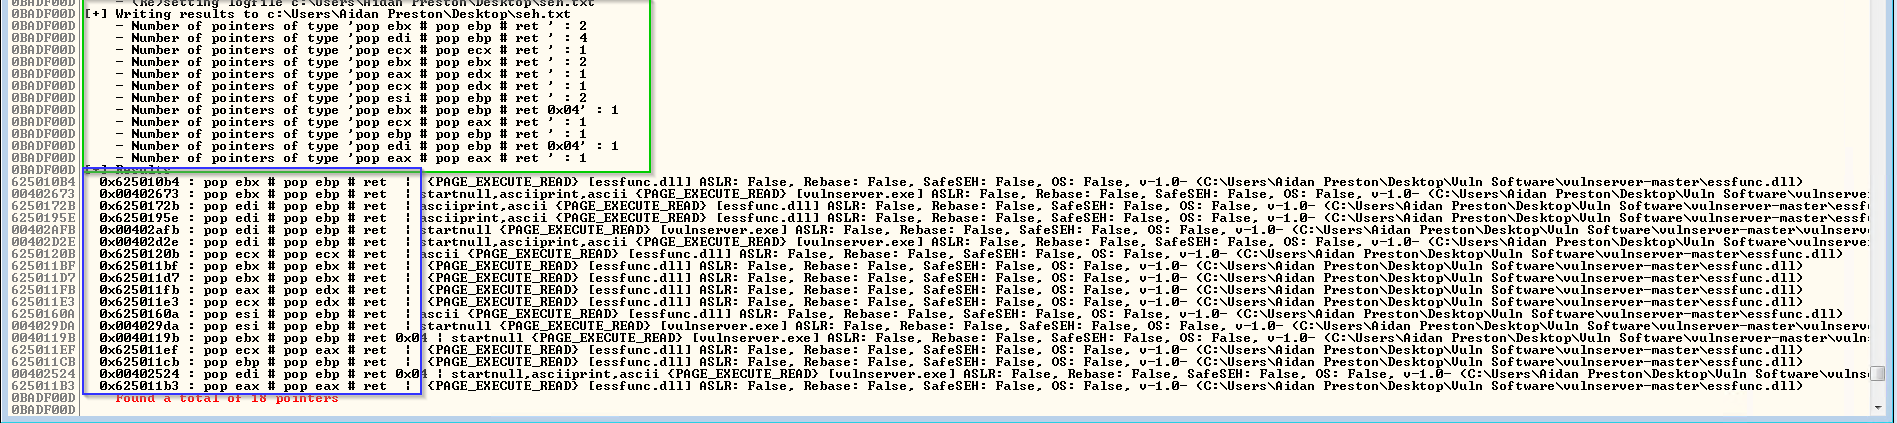 0BADF00D - (Re)setting logfile c:\Users\Aidan Preston\Desktop\seh.txt
0BADF00D [+] Writing results to c:\Users\Aidan Preston\Desktop\seh.txt
0BADF00D - Number of pointers of type 'pop ebx # pop ebp # ret ' : 2
0BADF00D - Number of pointers of type 'pop edi # pop ebp # ret ' : 4
0BADF00D - Number of pointers of type 'pop ecx # pop ecx # ret ' : 1
0BADF00D - Number of pointers of type 'pop ebx # pop ebx # ret ' : 2
0BADF00D - Number of pointers of type 'pop eax # pop edx # ret ' : 1
0BADF00D - Number of pointers of type 'pop ecx # pop edx # ret ' : 1
0BADF00D - Number of pointers of type 'pop esi # pop ebp # ret ' : 2
0BADF00D - Number of pointers of type 'pop ebx # pop ebp # ret 0x04' : 1
0BADF00D - Number of pointers of type 'pop ecx # pop eax # ret ' : 1
0BADF00D - Number of pointers of type 'pop ebp # pop ebp # ret ' : 1
0BADF00D - Number of pointers of type 'pop edi # pop ebp # ret 0x04' : 1
0BADF00D - Number of pointers of type 'pop eax # pop eax # ret ' : 1
0BADF00D [+] Results :
625010B4 0x625010b4 : pop ebx # pop ebp # ret | {PAGE_EXECUTE_READ} [essfunc.dll] ASLR: False, Rebase: False, SafeSEH: False, OS: False, v-1.0- (C:\Users\Aidan Preston\Desktop\Vuln Software\vulnserver-master\essfunc.dll)
00402673 0x00402673 : pop ebx # pop ebp # ret | startnull,asciiprint,ascii {PAGE_EXECUTE_READ} [vulnserver.exe] ASLR: False, Rebase: False, SafeSEH: False, OS: False, v-1.0- (C:\Users\Aidan Preston\Desktop\Vuln Software\vulnserver-master\vulnserve
6250172B 0x6250172b : pop edi # pop ebp # ret | asciiprint,ascii {PAGE_EXECUTE_READ} [essfunc.dll] ASLR: False, Rebase: False, SafeSEH: False, OS: False, v-1.0- (C:\Users\Aidan Preston\Desktop\Vuln Software\vulnserver-master\essf
6250195E 0x6250195e : pop edi # pop ebp # ret | asciiprint,ascii {PAGE_EXECUTE_READ} [essfunc.dll] ASLR: False, Rebase: False, SafeSEH: False, OS: False, v-1.0- (C:\Users\Aidan Preston\Desktop\Vuln Software\vulnserver-master\essf
00402AFB 0x00402afb : pop edi # pop ebp # ret | startnull {PAGE_EXECUTE_READ} [vulnserver.exe] ASLR: False, Rebase: False, SafeSEH: False, OS: False, v-1.0- (C:\Users\Aidan Preston\Desktop\Vuln Software\vulnserver-master\vulnserv
00402D2E 0x00402d2e : pop edi # pop ebp # ret | startnull,asciiprint,ascii {PAGE_EXECUTE_READ} [vulnserver.exe] ASLR: False, Rebase: False, SafeSEH: False, OS: False, v-1.0- (C:\Users\Aidan Preston\Desktop\Vuln Software\vulnserver-master\vulnserve
6250120B 0x6250120b : pop ecx # pop ecx # ret | ascii {PAGE_EXECUTE_READ} [essfunc.dll] ASLR: False, Rebase: False, SafeSEH: False, OS: False, v-1.0- (C:\Users\Aidan Preston\Desktop\Vuln Software\vulnserver-master\essfunc.dll)
625011BF 0x625011bf : pop ebx # pop ebx # ret | {PAGE_EXECUTE_READ} [essfunc.dll] ASLR: False, Rebase: False, SafeSEH: False, OS: False, v-1.0- (C:\Users\Aidan Preston\Desktop\Vuln Software\vulnserver-master\essfunc.dll)
625011D7 0x625011d7 : pop ebx # pop ebx # ret | {PAGE_EXECUTE_READ} [essfunc.dll] ASLR: False, Rebase: False, SafeSEH: False, OS: False, v-1.0- (C:\Users\Aidan Preston\Desktop\Vuln Software\vulnserver-master\essfunc.dll)
625011FB 0x625011fb : pop eax # pop edx # ret | {PAGE_EXECUTE_READ} [essfunc.dll] ASLR: False, Rebase: False, SafeSEH: False, OS: False, v-1.0- (C:\Users\Aidan Preston\Desktop\Vuln Software\vulnserver-master\essfunc.dll)
625011E3 0x625011e3 : pop ecx # pop edx # ret | {PAGE_EXECUTE_READ} [essfunc.dll] ASLR: False, Rebase: False, SafeSEH: False, OS: False, v-1.0- (C:\Users\Aidan Preston\Desktop\Vuln Software\vulnserver-master\essfunc.dll)
6250160A 0x6250160a : pop esi # pop ebp # ret | ascii {PAGE_EXECUTE_READ} [essfunc.dll] ASLR: False, Rebase: False, SafeSEH: False, OS: False, v-1.0- (C:\Users\Aidan Preston\Desktop\Vuln Software\vulnserver-master\essfunc.dll)
004029DA 0x004029da : pop esi # pop ebp # ret | startnull {PAGE_EXECUTE_READ} [vulnserver.exe] ASLR: False, Rebase: False, SafeSEH: False, OS: False, v-1.0- (C:\Users\Aidan Preston\Desktop\Vuln Software\vulnserver-master\vulnserv
0040119B 0x0040119b : pop ebx # pop ebp # ret 0x04 | startnull {PAGE_EXECUTE_READ} [vulnserver.exe] ASLR: False, Rebase: False, SafeSEH: False, OS: False, v-1.0- (C:\Users\Aidan Preston\Desktop\Vuln Software\vulnserver-master\vuln
625011EF 0x625011ef : pop ecx # pop eax # ret | {PAGE_EXECUTE_READ} [essfunc.dll] ASLR: False, Rebase: False, SafeSEH: False, OS: False, v-1.0- (C:\Users\Aidan Preston\Desktop\Vuln Software\vulnserver-master\essfunc.dll)
625011CB 0x625011cb : pop ebp # pop ebp # ret | {PAGE_EXECUTE_READ} [essfunc.dll] ASLR: False, Rebase: False, SafeSEH: False, OS: False, v-1.0- (C:\Users\Aidan Preston\Desktop\Vuln Software\vulnserver-master\essfunc.dll)
00402524 0x00402524 : pop edi # pop ebp # ret 0x04 | startnull,asciiprint,ascii {PAGE_EXECUTE_READ} [vulnserver.exe] ASLR: False, Rebase: False, SafeSEH: False, OS: False, v-1.0- (C:\Users\Aidan Preston\Desktop\Vuln Software\vulns
625011B3 0x625011b3 : pop eax # pop eax # ret | {PAGE_EXECUTE_READ} [essfunc.dll] ASLR: False, Rebase: False, SafeSEH: False, OS: False, v-1.0- (C:\Users\Aidan Preston\Desktop\Vuln Software\vulnserver-master\essfunc.dll)
0BADF00D Found a total of 18 pointers
0BADF00D